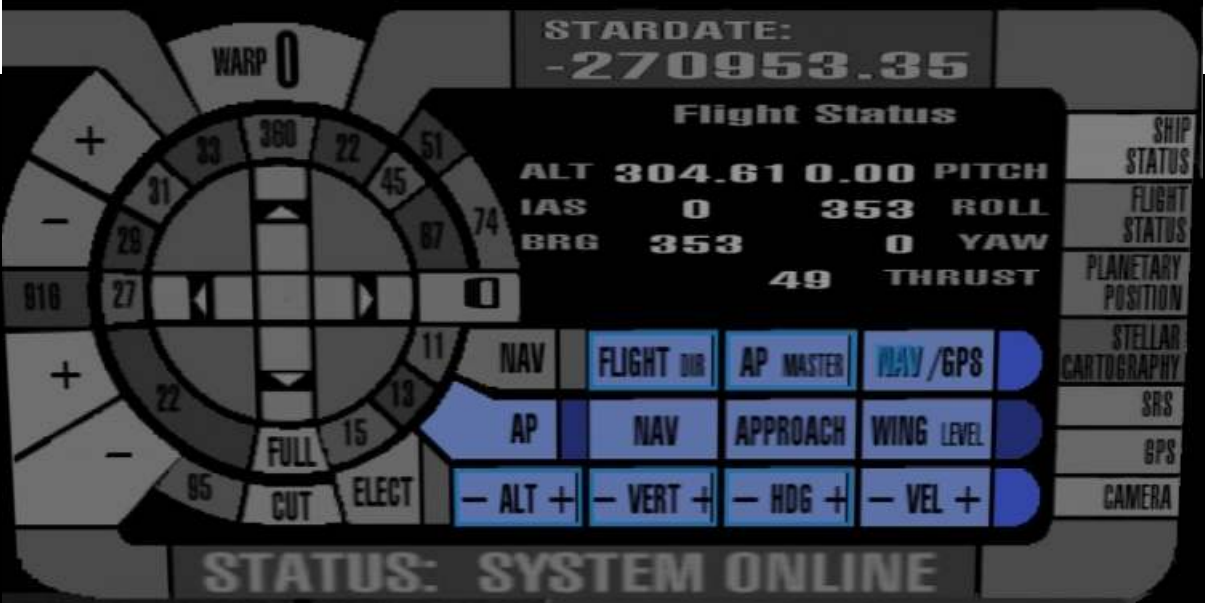 STARDATE:
-270953.35
WARP 0
Flight Status
ALT 304.61 0.00 PITCH
IAS 0 353 ROLL
BRG 353 0 YAW
49 THRUST
+
-
916
+
-
360
22
51
45
74
67
33
31
29
27
0
11
13
15
22
95
FULL
CUT
ELECT
NAV
FLIGHT DIR
AP MASTER
NAV/GPS
AP
NAV
APPROACH
WING LEVEL
- ALT +
- VERT +
- HDG +
- VEL +
SHIP
STATUS
FLIGHT
STATUS
PLANETARY
POSITION
STELLAR
CARTOGRAPHY
SRS
GPS
CAMERA
STATUS: SYSTEM ONLINE